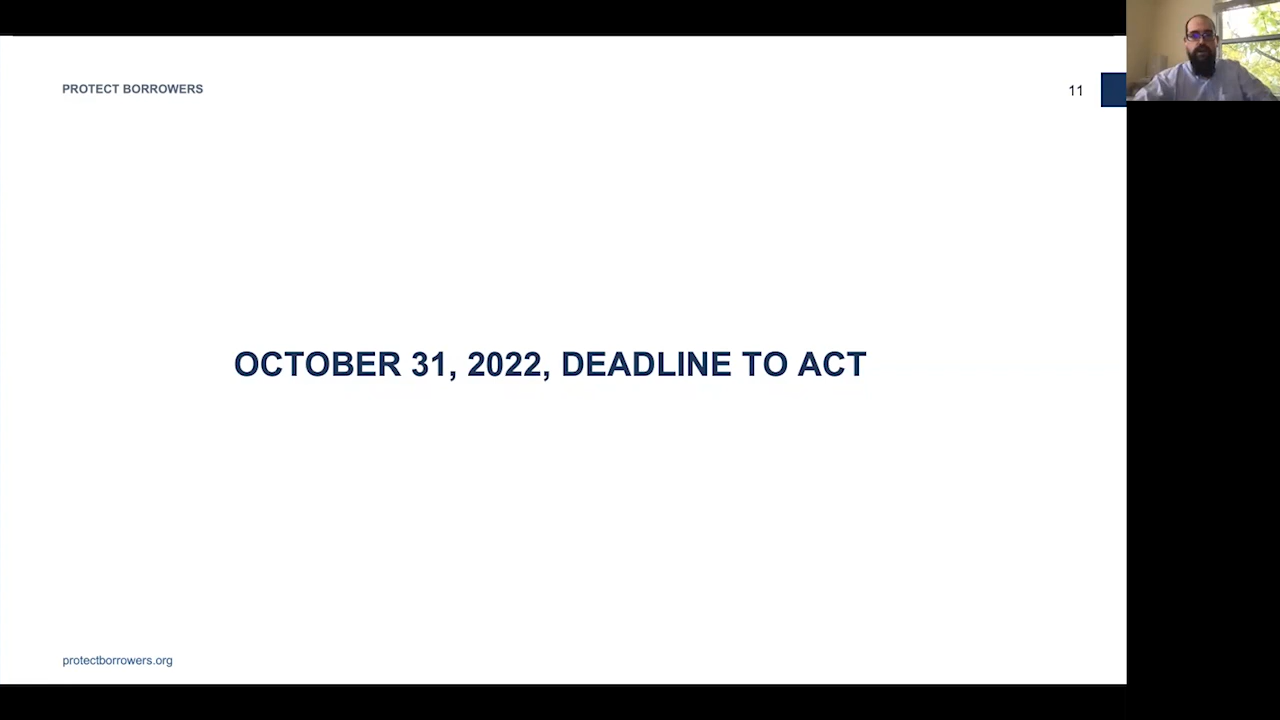 PROTECT BORROWERS
11
OCTOBER 31, 2022, DEADLINE TO ACT
protectborrowers.org